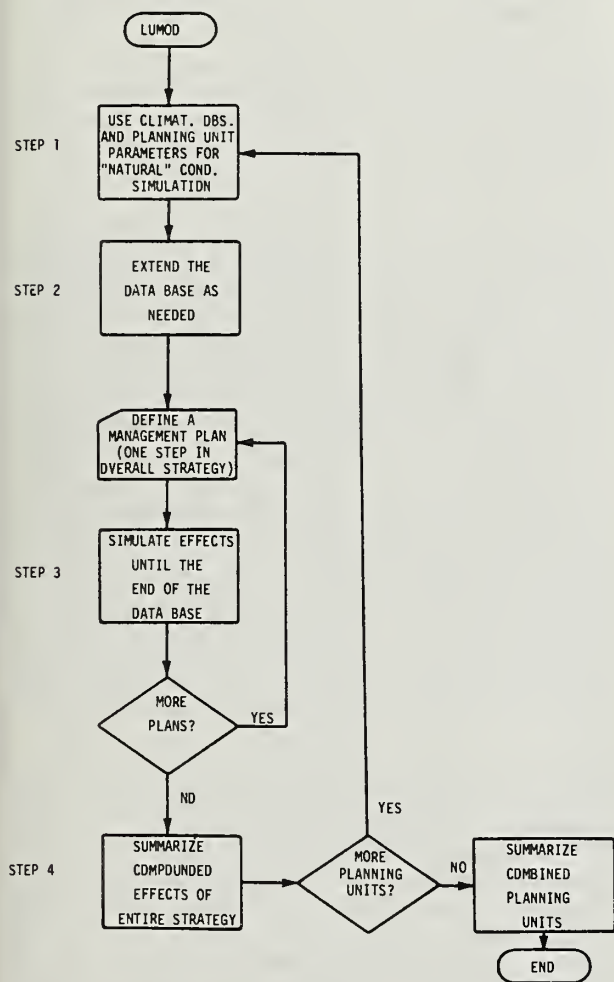 LUMOD
STEP 1
USE CLIMAT. DBS.
AND PLANNING UNIT
PARAMETERS FOR
"NATURAL" COND.
SIMULATION
STEP 2
EXTEND THE
DATA BASE AS
NEEDED
DEFINE A
MANAGEMENT PLAN
(ONE STEP IN
OVERALL STRATEGY)
STEP 3
SIMULATE EFFECTS
UNTIL THE
END OF THE
DATA BASE
MORE
PLANS?
YES
NO
STEP 4
SUMMARIZE
COMPOUNDED
EFFECTS OF
ENTIRE STRATEGY
MORE
PLANNING
UNITS?
YES
NO
SUMMARIZE
COMBINED
PLANNING
UNITS
END